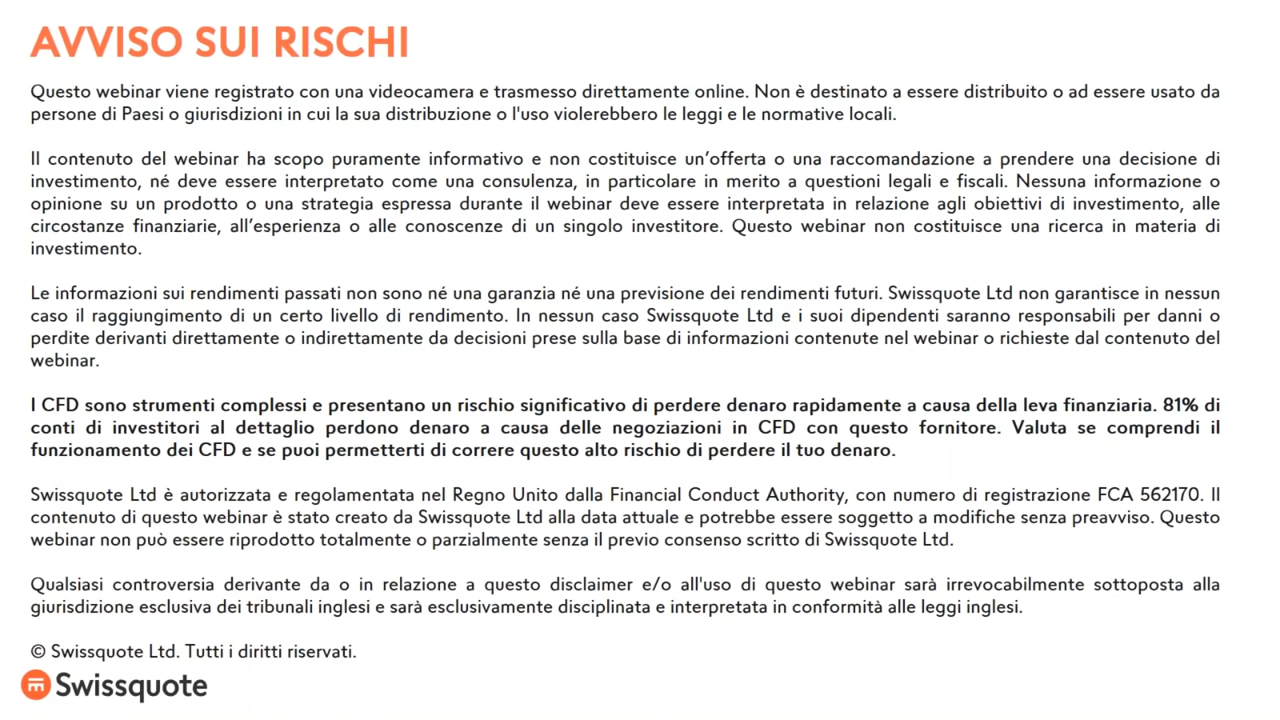 AVVISO SUI RISCHI
Questo webinar viene registrato con una videocamera e trasmesso direttamente online. Non è destinato a essere distribuito o ad essere usato da
persone di Paesi o giurisdizioni in cui la sua distribuzione o l'uso violerebbero le leggi e le normative locali.
Il contenuto del webinar ha scopo puramente informativo e non costituisce un’offerta o una raccomandazione a prendere una decisione di
investimento, né deve essere interpretato come una consulenza, in particolare in merito a questioni legali e fiscali. Nessuna informazione o
opinione su un prodotto o una strategia espressa durante il webinar deve essere interpretata in relazione agli obiettivi di investimento, alle
circostanze finanziarie, all’esperienza o alle conoscenze di un singolo investitore. Questo webinar non costituisce una ricerca in materia di
investimento.
Le informazioni sui rendimenti passati non sono né una garanzia né una previsione dei rendimenti futuri. Swissquote Ltd non garantisce in nessun
caso il raggiungimento di un certo livello di rendimento. In nessun caso Swissquote Ltd e i suoi dipendenti saranno responsabili per danni o
perdite derivanti direttamente o indirettamente da decisioni prese sulla base di informazioni contenute nel webinar o richieste dal contenuto del
webinar.
I CFD sono strumenti complessi e presentano un rischio significativo di perdere denaro rapidamente a causa della leva finanziaria. 81% di
conti di investitori al dettaglio perdono denaro a causa delle negoziazioni in CFD con questo fornitore. Valuta se comprendi il
funzionamento dei CFD e se puoi permetterti di correre questo alto rischio di perdere il tuo denaro.
Swissquote Ltd è autorizzata e regolamentata nel Regno Unito dalla Financial Conduct Authority, con numero di registrazione FCA 562170. Il
contenuto di questo webinar è stato creato da Swissquote Ltd alla data attuale e potrebbe essere soggetto a modifiche senza preavviso. Questo
webinar non può essere riprodotto totalmente o parzialmente senza il previo consenso scritto di Swissquote Ltd.
Qualsiasi controversia derivante da o in relazione a questo disclaimer e/o all'uso di questo webinar sarà irrevocabilmente sottoposta alla
giurisdizione esclusiva dei tribunali inglesi e sarà esclusivamente disciplinata e interpretata in conformità alle leggi inglesi.
© Swissquote Ltd. Tutti i diritti riservati.
Swissquote